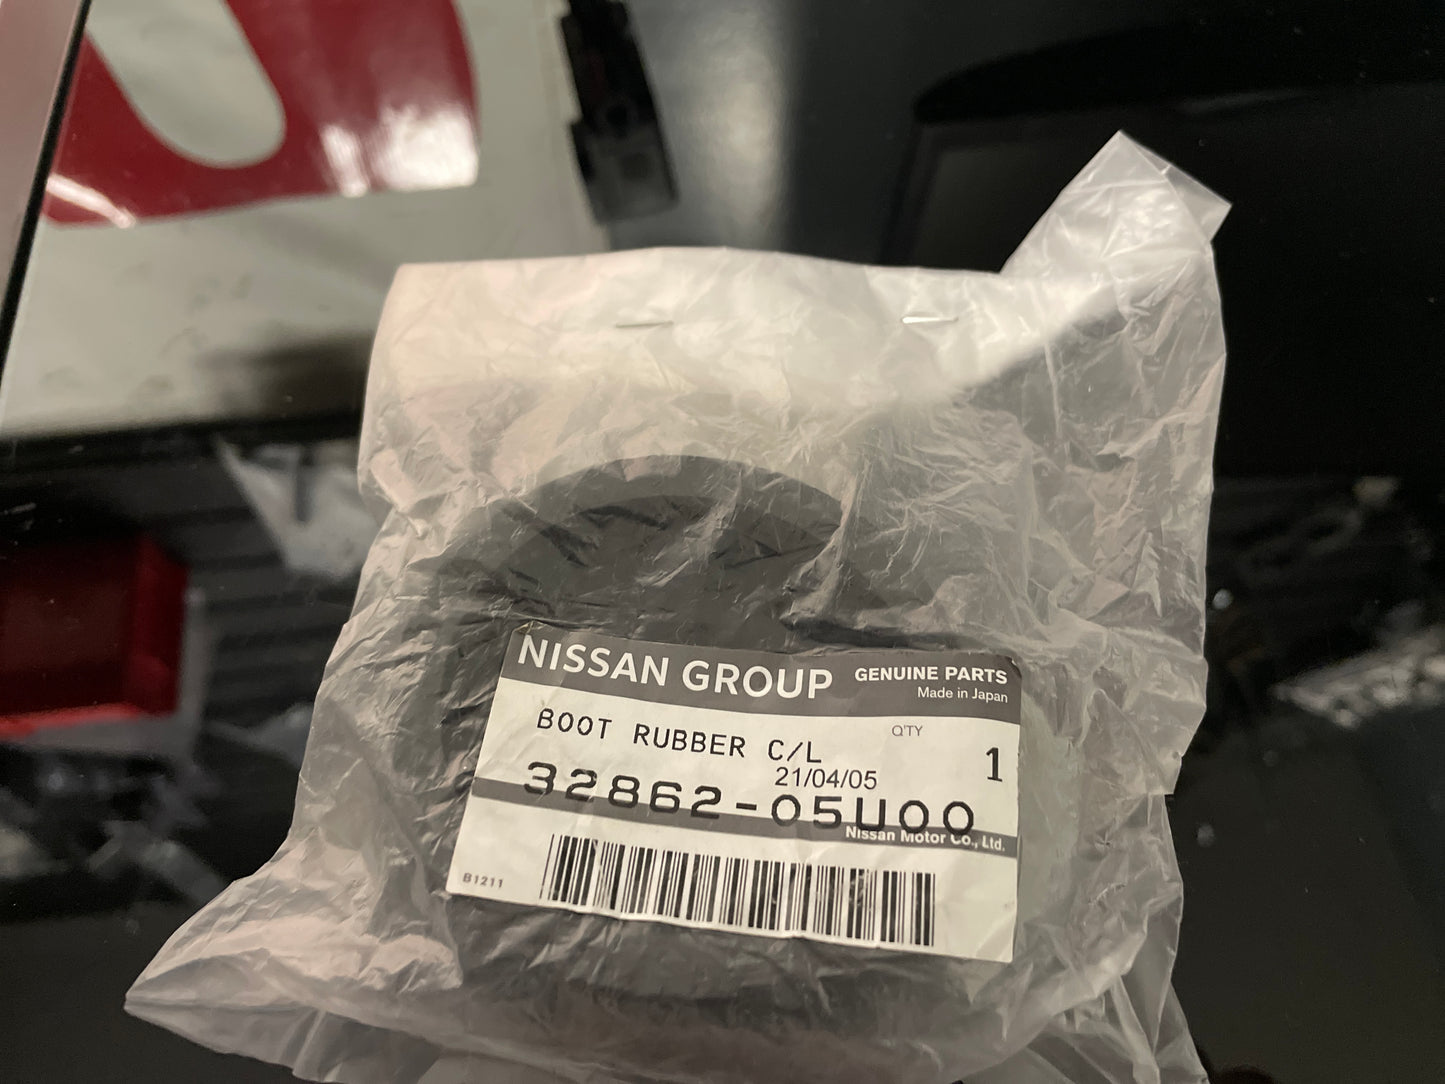 NISSAN GROUP GENUINE PARTS
Made in Japan
BOOT RUBBER C/L Q'TY 1
21/04/05
32862-05U00
Nissan Motor Co., Ltd.
B1211